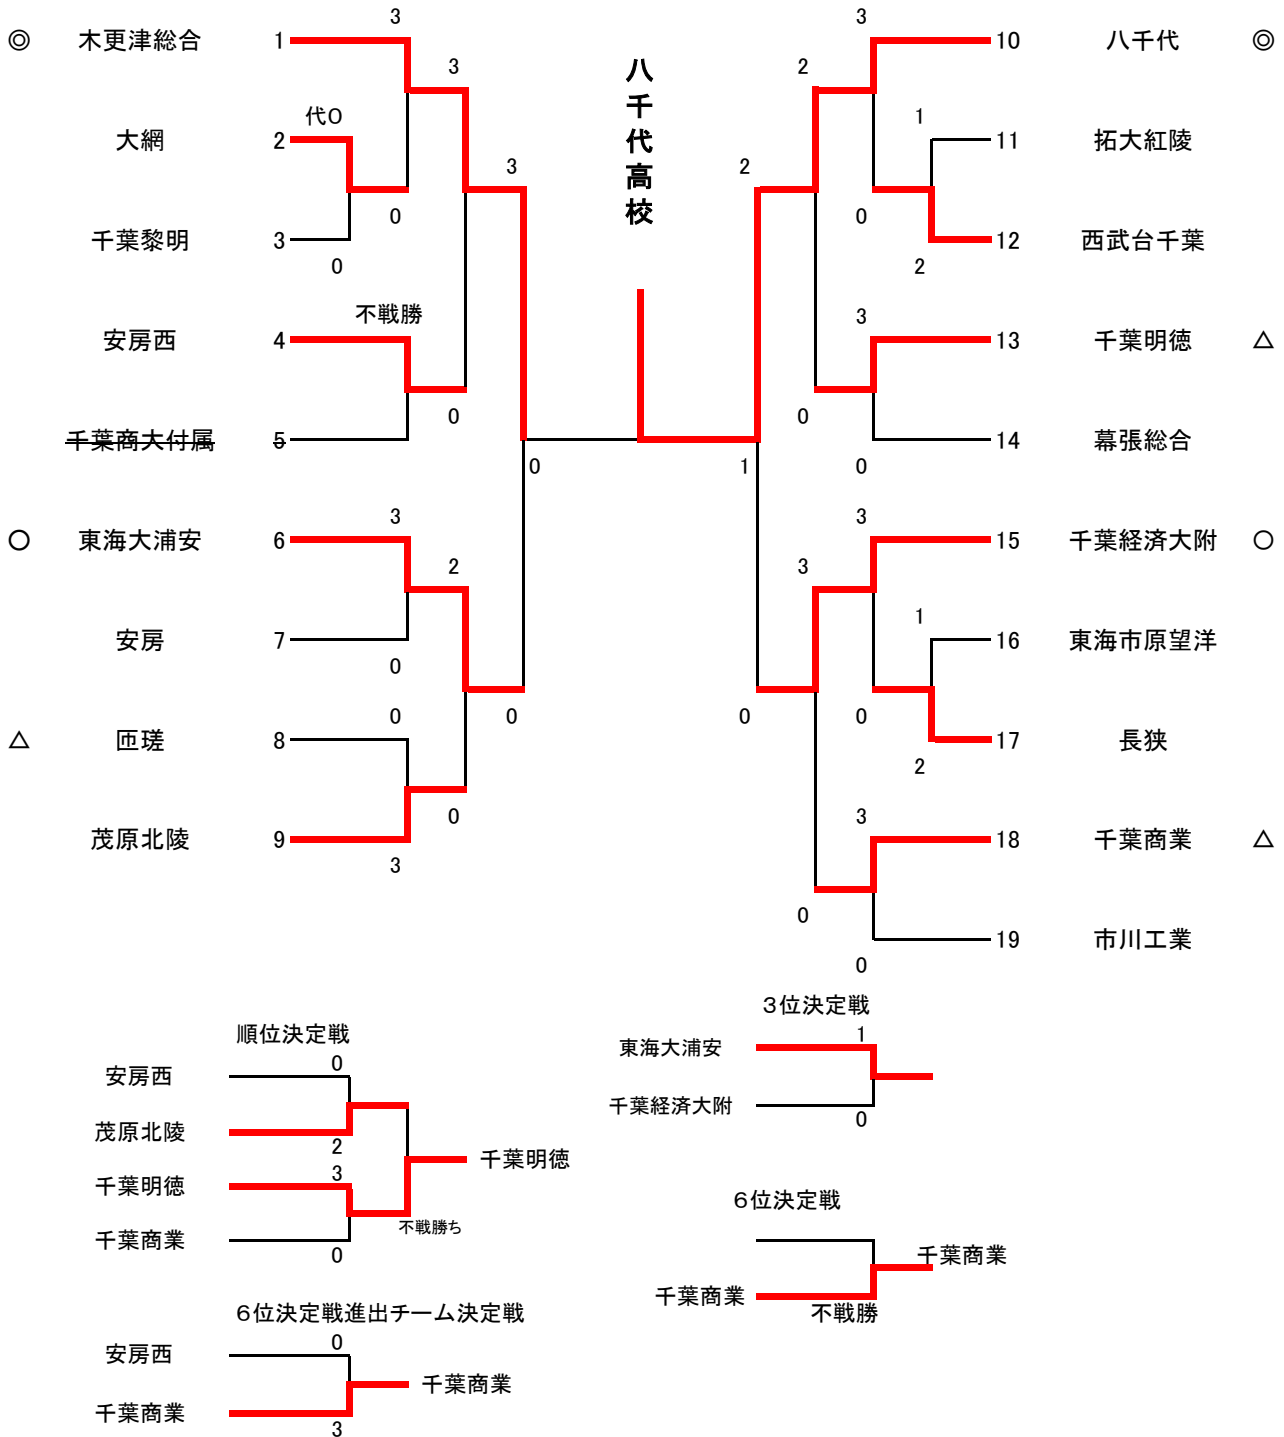 ◎ 木更津総合 1
大網 2
千葉黎明 3
安房西 4
千葉商大付属 5
○ 東海大浦安 6
安房 7
△ 匝瑳 8
茂原北陵 9
3
3
代0
3
0
0
不戦勝
0
0
3
2
0
0
0
0
3
八千代高校
10 八千代 ◎
11 拓大紅陵
12 西武台千葉
13 千葉明徳 △
14 幕張総合
15 千葉経済大附 ○
16 東海市原望洋
17 長狭
18 千葉商業 △
19 市川工業
3
2
1
2
0
2
3
0
0
1
3
3
1
0
0
2
3
0
0
順位決定戦
安房西 0
茂原北陵 2
千葉明徳 3
千葉商業 0
千葉明徳
不戦勝ち
6位決定戦進出チーム決定戦
安房西 0
千葉商業 3
千葉商業
3位決定戦
東海大浦安 1
千葉経済大附 0
6位決定戦
千葉商業
千葉商業
不戦勝